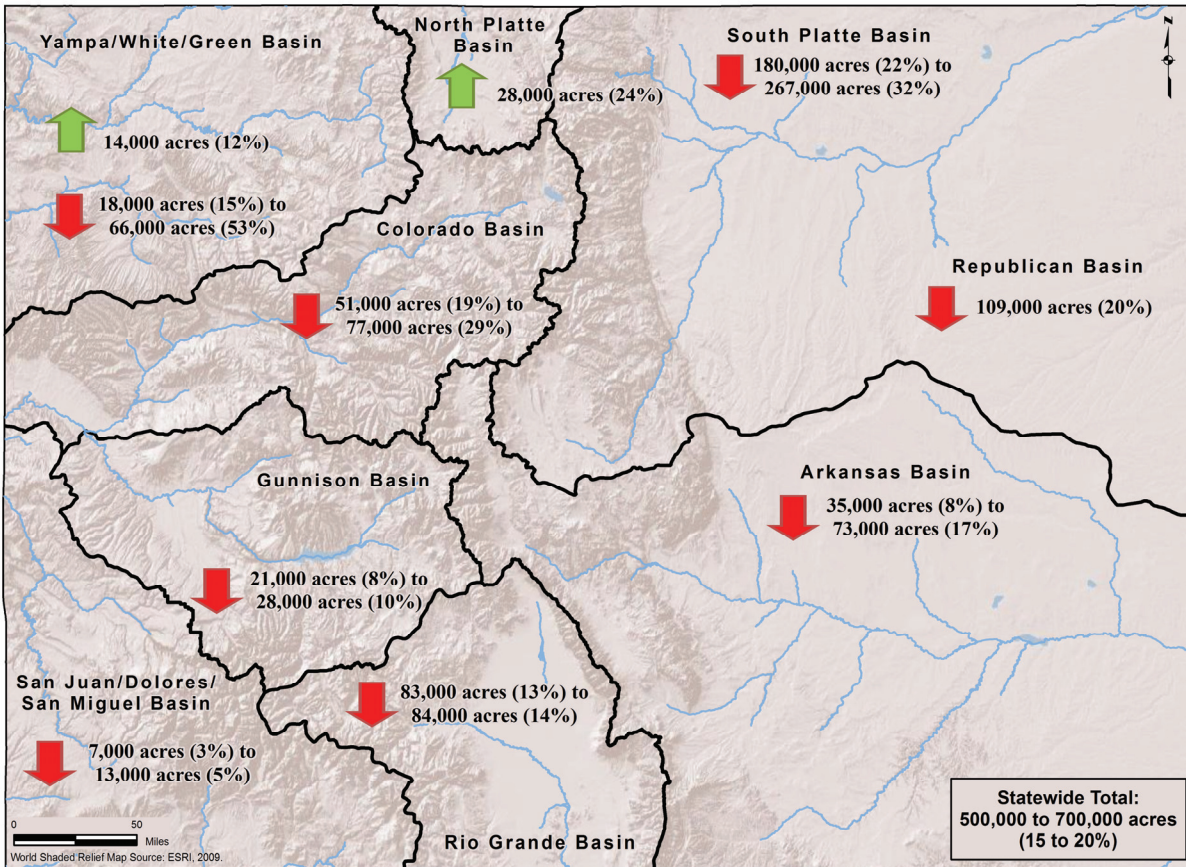 Yampa/White/Green Basin
14,000 acres (12%)
18,000 acres (15%) to
66,000 acres (53%)
North Platte
Basin
28,000 acres (24%)
South Platte Basin
180,000 acres (22%) to
267,000 acres (32%)
N
Colorado Basin
51,000 acres (19%) to
77,000 acres (29%)
Republican Basin
109,000 acres (20%)
Gunnison Basin
21,000 acres (8%) to
28,000 acres (10%)
Arkansas Basin
35,000 acres (8%) to
73,000 acres (17%)
San Juan/Dolores/
San Miguel Basin
7,000 acres (3%) to
13,000 acres (5%)
83,000 acres (13%) to
84,000 acres (14%)
Rio Grande Basin
Statewide Total:
500,000 to 700,000 acres
(15 to 20%)
0 50
Miles
World Shaded Relief Map Source: ESRI, 2009.